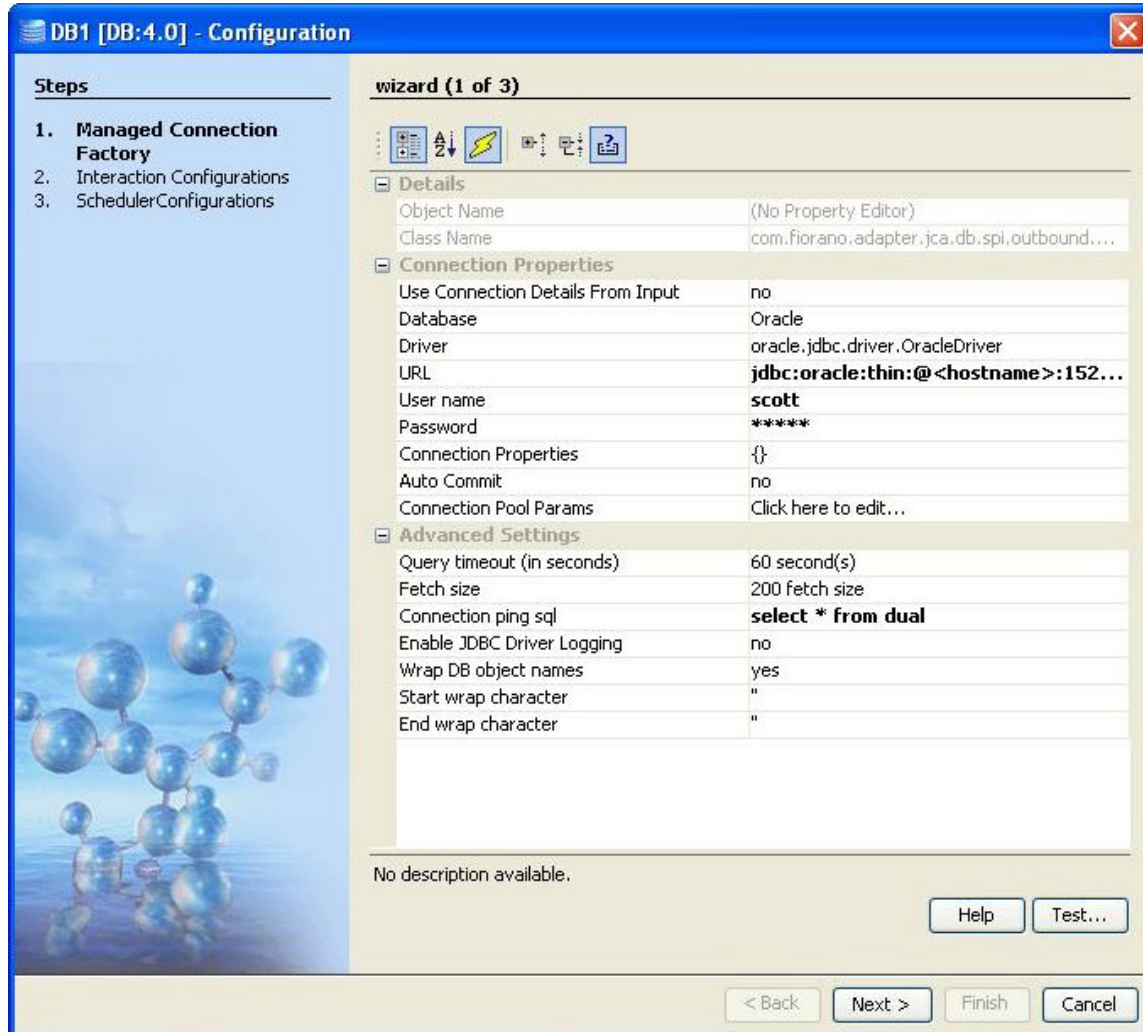 DB1 [DB:4.0] - Configuration
Steps
1. Managed Connection
Factory
2. Interaction Configurations
3. SchedulerConfigurations
wizard (1 of 3)
Details
Object Name (No Property Editor)
Class Name com.fiorano.adapter.jca.db.spi.outbound....
Connection Properties
Use Connection Details From Input no
Database Oracle
Driver oracle.jdbc.driver.OracleDriver
URL jdbc:oracle:thin:@<hostname>:152...
User name scott
Password *****
Connection Properties {}
Auto Commit no
Connection Pool Params Click here to edit...
Advanced Settings
Query timeout (in seconds) 60 second(s)
Fetch size 200 fetch size
Connection ping sql select * from dual
Enable JDBC Driver Logging no
Wrap DB object names yes
Start wrap character "
End wrap character "
No description available.
Help Test...
< Back Next > Finish Cancel